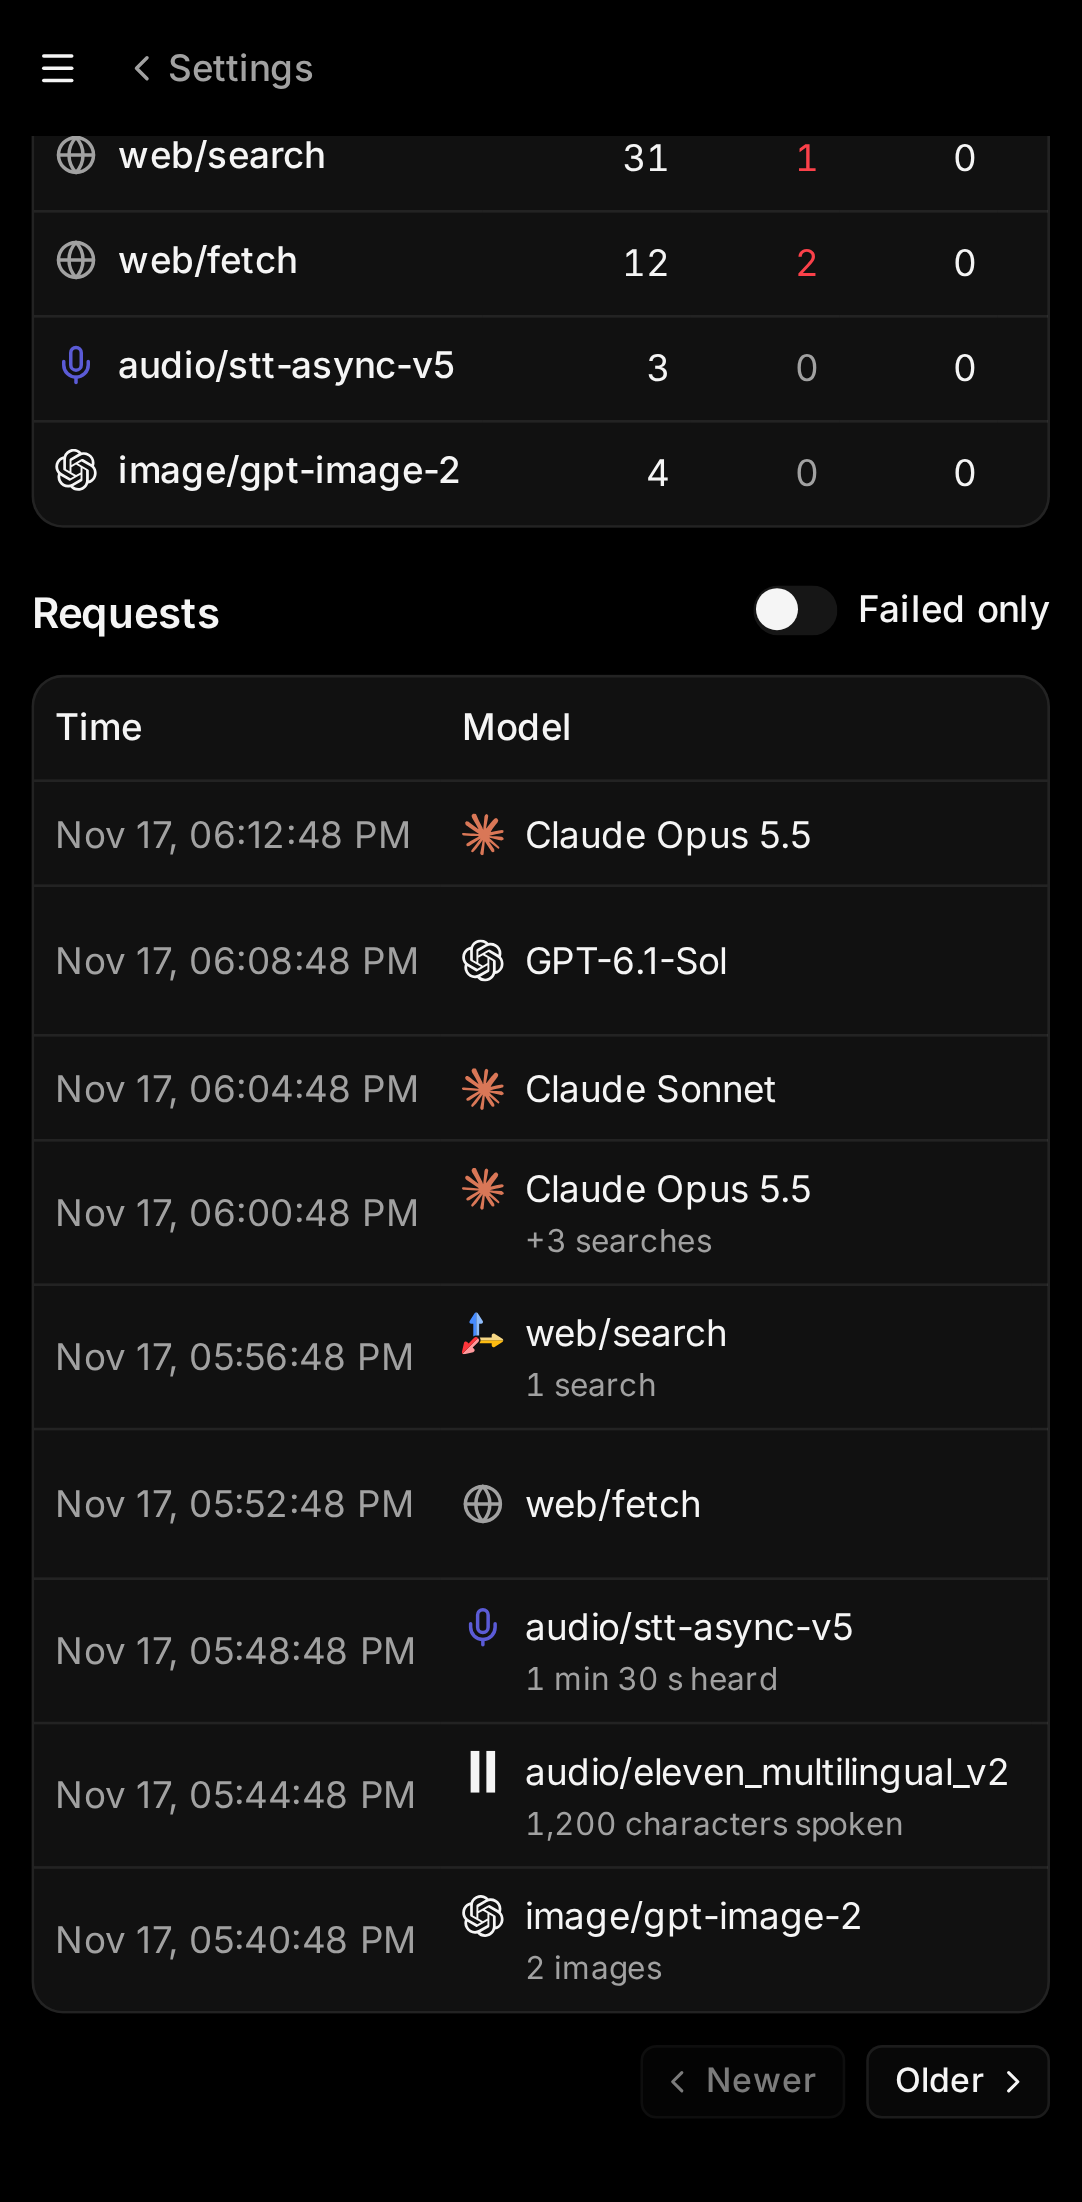 Settings
web/search 31 1 0
web/fetch 12 2 0
audio/stt-async-v5 3 0 0
image/gpt-image-2 4 0 0
Requests Failed only
Time Model
Nov 17, 06:12:48 PM Claude Opus 5.5
Nov 17, 06:08:48 PM GPT-6.1-Sol
Nov 17, 06:04:48 PM Claude Sonnet
Nov 17, 06:00:48 PM Claude Opus 5.5
+3 searches
Nov 17, 05:56:48 PM web/search
1 search
Nov 17, 05:52:48 PM web/fetch
Nov 17, 05:48:48 PM audio/stt-async-v5
1 min 30 s heard
Nov 17, 05:44:48 PM audio/eleven_multilingual_v2
1,200 characters spoken
Nov 17, 05:40:48 PM image/gpt-image-2
2 images
Newer Older